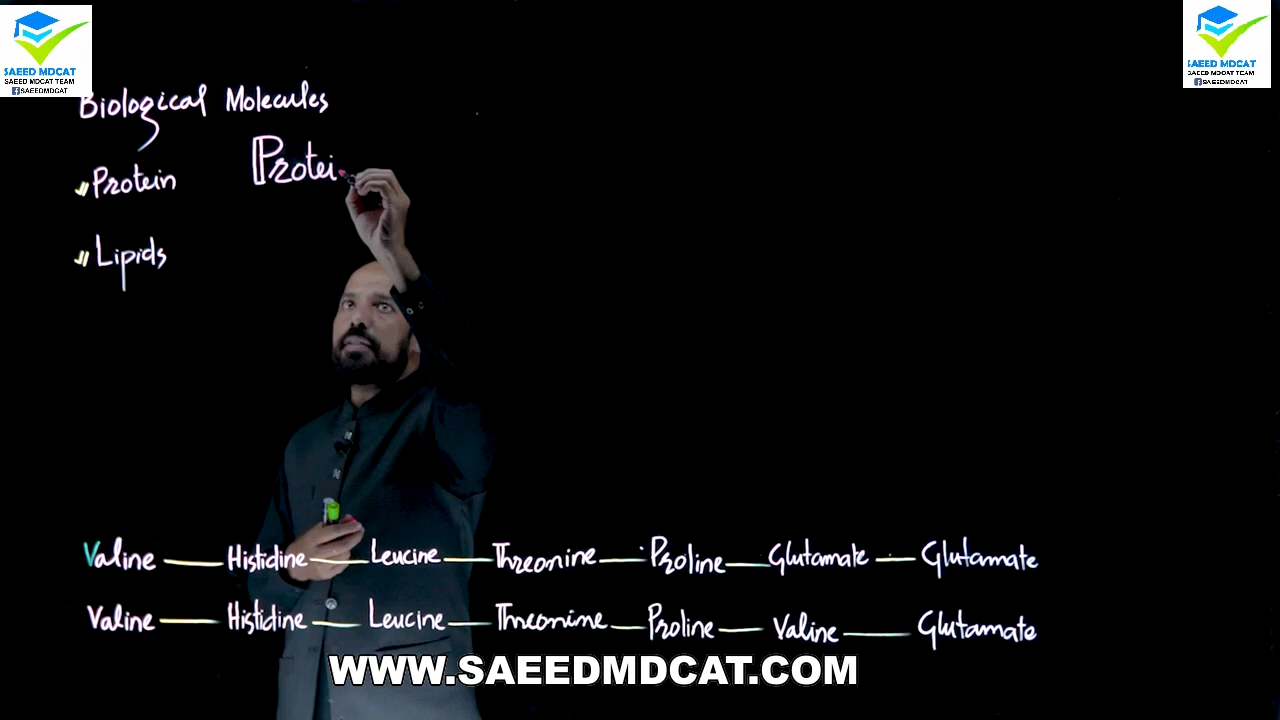 SAEED MDCAT
SAEED MDCAT TEAM
SAEEDMDCAT
SAEED MDCAT
SAEED MDCAT TEAM
SAEEDMDCAT
Biological Molecules
Protein
Protei
Lipids
Valine — Histidine — Leucine — Threonine — Proline — Glutamate — Glutamate
Valine — Histidine — Leucine — Threonine — Proline — Valine — Glutamate
WWW.SAEEDMDCAT.COM